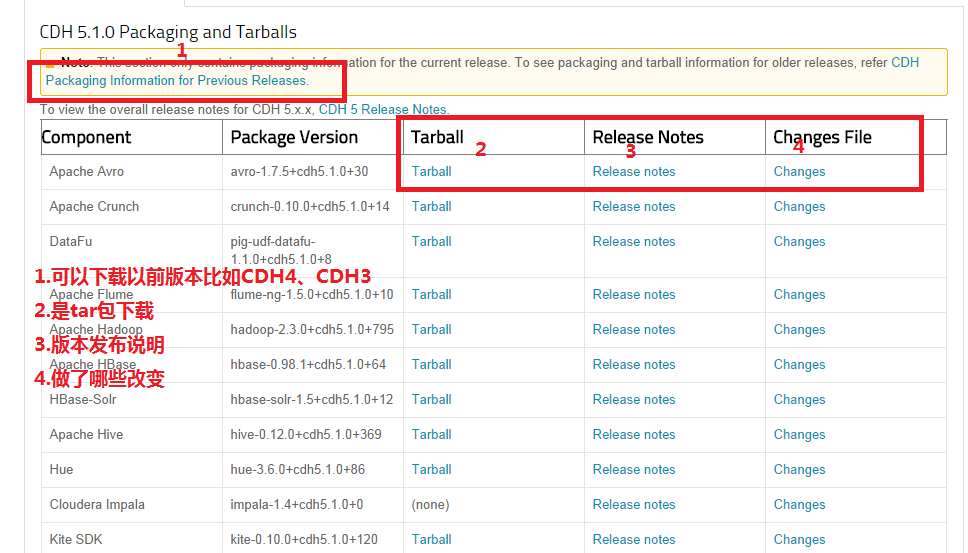 CDH 5.1.0 Packaging and Tarballs
1
Note: This section only contains packaging information for the current release. To see packaging and tarball information for older releases, refer CDH
Packaging Information for Previous Releases.
To view the overall release notes for CDH 5.x.x, CDH 5 Release Notes.
Component Package Version Tarball Release Notes Changes File
2 3 4
Apache Avro avro-1.7.5+cdh5.1.0+30 Tarball Release notes Changes
Apache Crunch crunch-0.10.0+cdh5.1.0+14 Tarball Release notes Changes
DataFu pig-udf-datafu- Tarball Release notes Changes
1.1.0+cdh5.1.0+8
1.可以下载以前版本比如CDH4、CDH3
Apache Flume flume-ng-1.5.0+cdh5.1.0+10 Tarball Release notes Changes
2.是tar包下载
Apache Hadoop hadoop-2.3.0+cdh5.1.0+795 Tarball Release notes Changes
3.版本发布说明
Apache HBase hbase-0.98.1+cdh5.1.0+64 Tarball Release notes Changes
4.做了哪些改变
HBase-Solr hbase-solr-1.5+cdh5.1.0+12 Tarball Release notes Changes
Apache Hive hive-0.12.0+cdh5.1.0+369 Tarball Release notes Changes
Hue hue-3.6.0+cdh5.1.0+86 Tarball Release notes Changes
Cloudera Impala impala-1.4+cdh5.1.0+0 (none) Release notes Changes
Kite SDK kite-0.10.0+cdh5.1.0+120 Tarball Release notes Changes